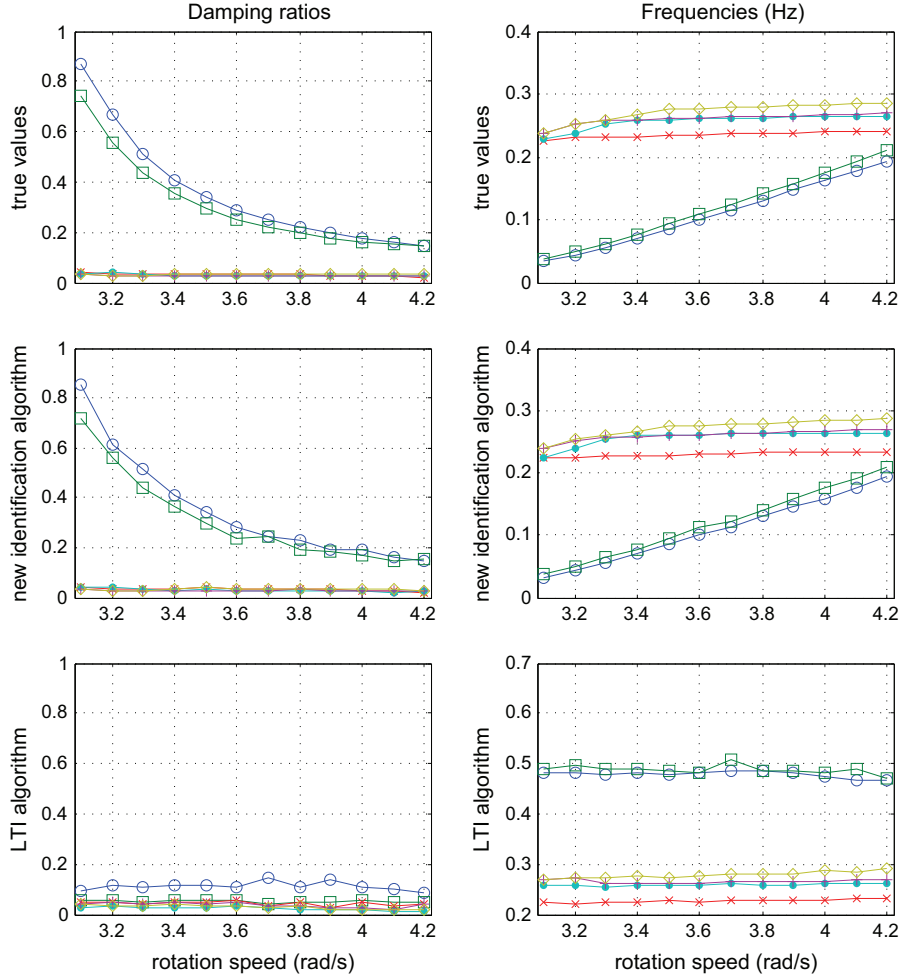 Damping ratios
Frequencies (Hz)
true values
1
0.8
0.6
0.4
0.2
0
3.2 3.4 3.6 3.8 4 4.2
true values
0.4
0.3
0.2
0.1
0
3.2 3.4 3.6 3.8 4 4.2
new identification algorithm
1
0.8
0.6
0.4
0.2
0
3.2 3.4 3.6 3.8 4 4.2
new identification algorithm
0.4
0.3
0.2
0.1
0
3.2 3.4 3.6 3.8 4 4.2
LTI algorithm
1
0.8
0.6
0.4
0.2
0
3.2 3.4 3.6 3.8 4 4.2
rotation speed (rad/s)
LTI algorithm
0.7
0.6
0.5
0.4
0.3
0.2
3.2 3.4 3.6 3.8 4 4.2
rotation speed (rad/s)